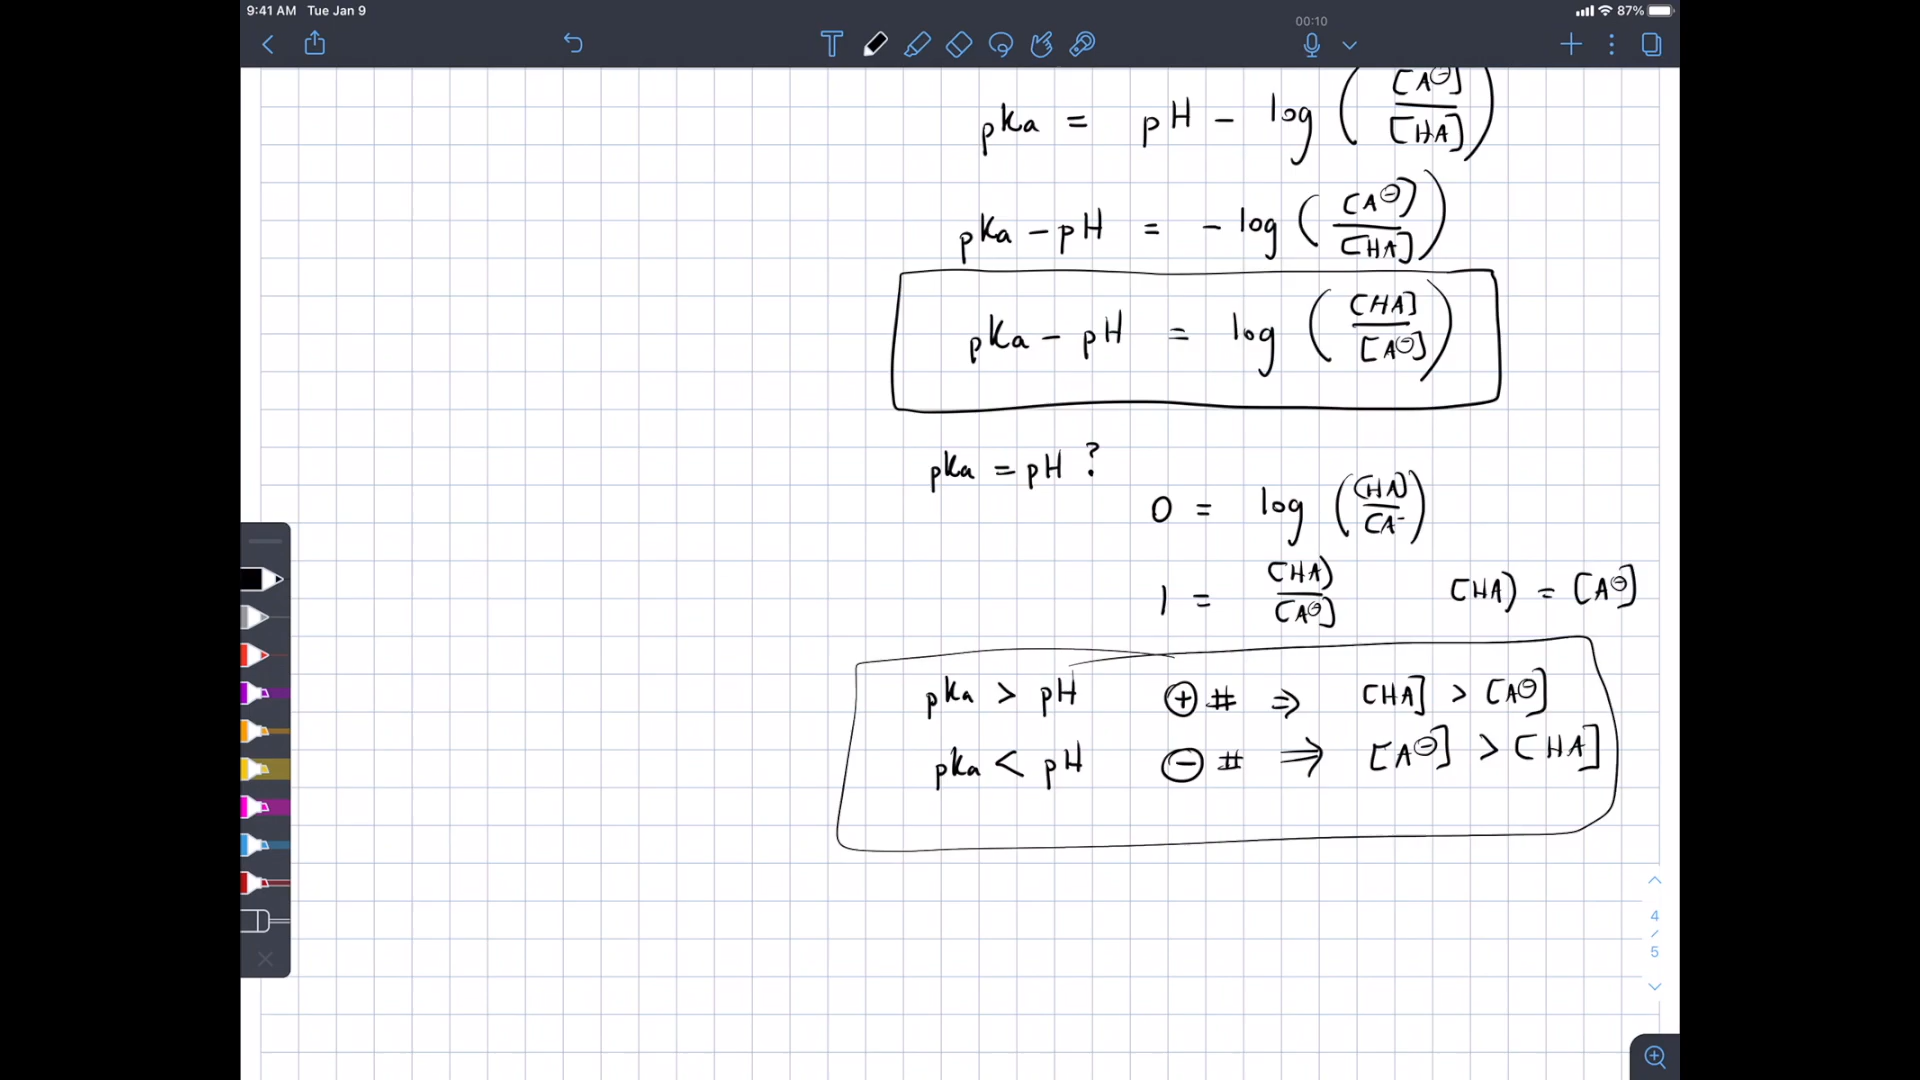 9:41 AM Tue Jan 9
87%
00:10
pKa = pH - log ([A⊖]/[HA])
pKa - pH = - log ([A⊖]/[HA])
pKa - pH = log ([HA]/[A⊖])
pKa = pH ?
0 = log ([HA]/[A-)
1 = [HA]/[A⊖] [HA] = [A⊖]
pKa > pH ⊕ # ⇒ [HA] > [A⊖]
pKa < pH ⊖ # ⇒ [A⊖] > [HA]
4
/
5